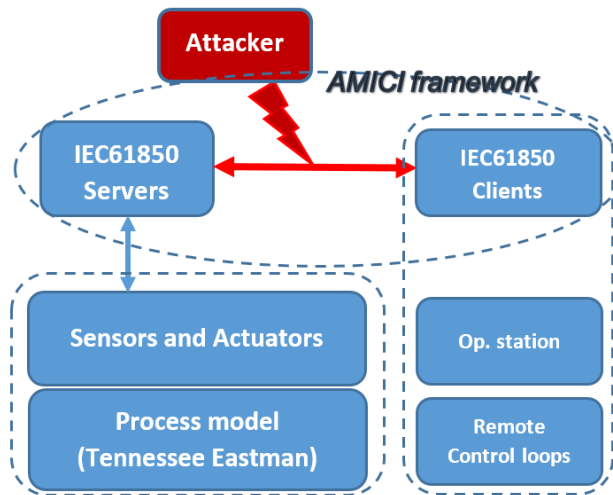 Attacker
AMICI framework
IEC61850
Servers
IEC61850
Clients
Sensors and Actuators
Op. station
Process model
(Tennessee Eastman)
Remote
Control loops